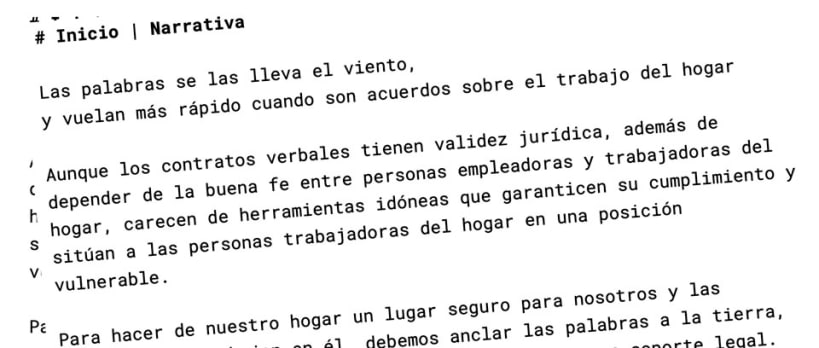 # Inicio | Narrativa
Las palabras se las lleva el viento,
y vuelan más rápido cuando son acuerdos sobre el trabajo del hogar
Aunque los contratos verbales tienen validez jurídica, además de
depender de la buena fe entre personas empleadoras y trabajadoras del
hogar, carecen de herramientas idóneas que garanticen su cumplimiento y
sitúan a las personas trabajadoras del hogar en una posición
vulnerable.
Para hacer de nuestro hogar un lugar seguro para nosotros y las
en él, debemos anclar las palabras a la tierra,
soporte legal.